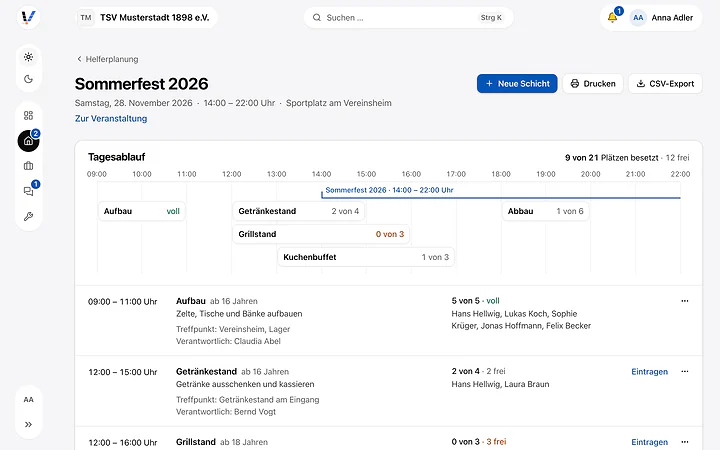 TM TSV Musterstadt 1898 e.V.
Suchen ... Strg K
1
AA Anna Adler
Helferplanung
Sommerfest 2026
Samstag, 28. November 2026 · 14:00 – 22:00 Uhr · Sportplatz am Vereinsheim
Zur Veranstaltung
+ Neue Schicht
Drucken
CSV-Export
2
1
AA
Tagesablauf
9 von 21 Plätzen besetzt · 12 frei
09:00 10:00 11:00 12:00 13:00 14:00 15:00 16:00 17:00 18:00 19:00 20:00 21:00 22:00
Sommerfest 2026 · 14:00 – 22:00 Uhr
Aufbau voll
Getränkestand 2 von 4
Abbau 1 von 6
Grillstand 0 von 3
Kuchenbuffet 1 von 3
09:00 – 11:00 Uhr
Aufbau ab 16 Jahren
Zelte, Tische und Bänke aufbauen
Treffpunkt: Vereinsheim, Lager
Verantwortlich: Claudia Abel
5 von 5 · voll
Hans Hellwig, Lukas Koch, Sophie
Krüger, Jonas Hoffmann, Felix Becker
12:00 – 15:00 Uhr
Getränkestand ab 16 Jahren
Getränke ausschenken und kassieren
Treffpunkt: Getränkestand am Eingang
Verantwortlich: Bernd Vogt
2 von 4 · 2 frei
Hans Hellwig, Laura Braun
Eintragen
12:00 – 16:00 Uhr
Grillstand ab 18 Jahren
0 von 3 · 3 frei
Eintragen